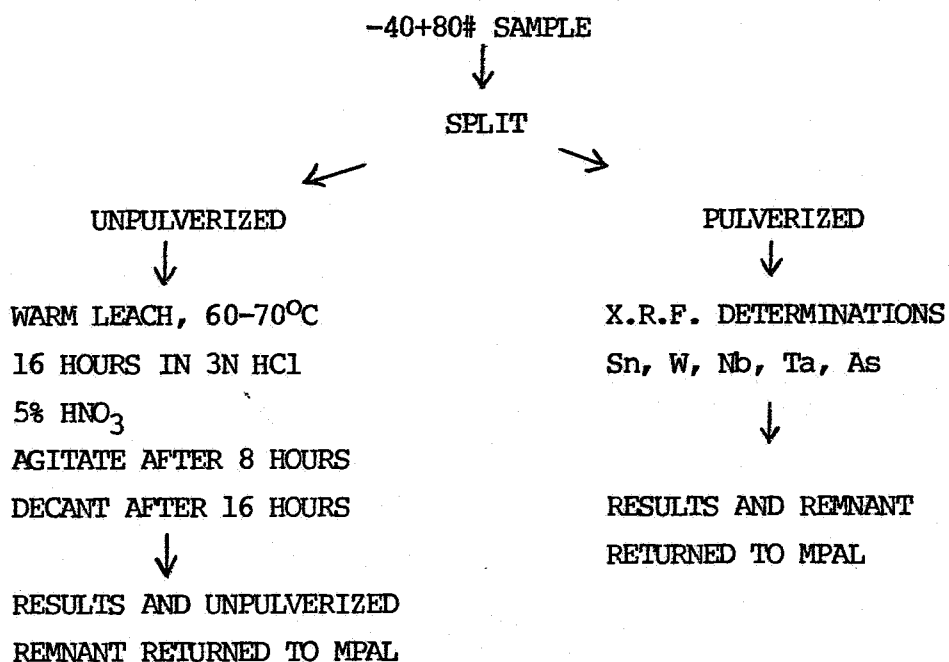 -40+80# SAMPLE
SPLIT
UNPULVERIZED
WARM LEACH, 60-70°C
16 HOURS IN 3N HCl
5% HNO3
AGITATE AFTER 8 HOURS
DECANT AFTER 16 HOURS
RESULTS AND UNPULVERIZED
REMNANT RETURNED TO MPAL
PULVERIZED
X.R.F. DETERMINATIONS
Sn, W, Nb, Ta, As
RESULTS AND REMNANT
RETURNED TO MPAL